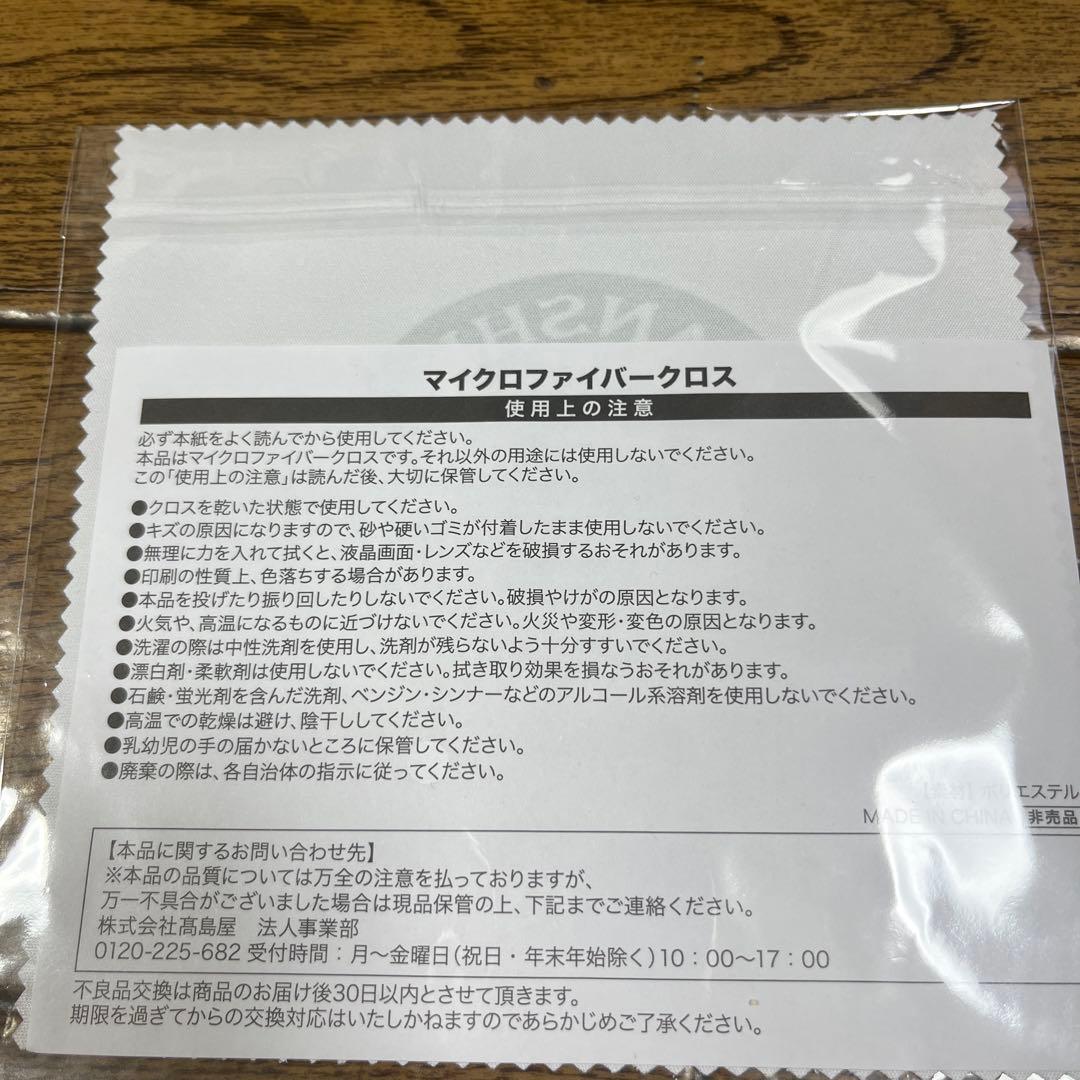 ANSHI
マイクロファイバークロス
使用上の注意
必ず本紙をよく読んでから使用してください。
本品はマイクロファイバークロスです。それ以外の用途には使用しないでください。
この「使用上の注意」は読んだ後、大切に保管してください。
●クロスを乾いた状態で使用してください。
●キズの原因になりますので、砂や硬いゴミが付着したまま使用しないでください。
●無理に力を入れて拭くと、液晶画面・レンズなどを破損するおそれがあります。
●印刷の性質上、色落ちする場合があります。
●本品を投げたり振り回したりしないでください。破損やけがの原因となります。
●火気や、高温になるものに近づけないでください。火災や変形・変色の原因となります。
●洗濯の際は中性洗剤を使用し、洗剤が残らないよう十分すすいでください。
●漂白剤・柔軟剤は使用しないでください。拭き取り効果を損なうおそれがあります。
●石鹸・蛍光剤を含んだ洗剤、ベンジン・シンナーなどのアルコール系溶剤を使用しないでください。
●高温での乾燥は避け、陰干ししてください。
●乳幼児の手の届かないところに保管してください。
●廃棄の際は、各自治体の指示に従ってください。
【素材】ポリエステル
MADE IN CHINA 非売品
【本品に関するお問い合わせ先】
※本品の品質については万全の注意を払っておりますが、
万一不具合がございました場合は現品保管の上、下記までご連絡ください。
株式会社髙島屋 法人事業部
0120-225-682 受付時間：月〜金曜日（祝日・年末年始除く）10：00〜17：00
不良品交換は商品のお届け後30日以内とさせて頂きます。
期限を過ぎてからの交換対応はいたしかねますのであらかじめご了承ください。